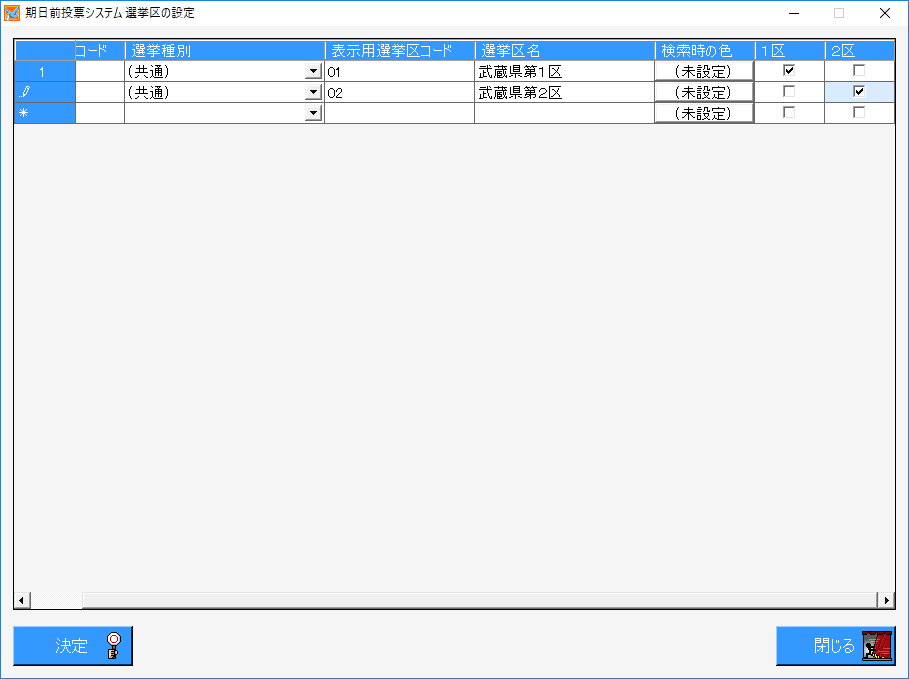 期日前投票システム 選挙区の設定
コード 選挙種別 表示用選挙区コード 選挙区名 検索時の色 1区 2区
1 (共通) 01 武蔵県第1区 (未設定)
(共通) 02 武蔵県第2区 (未設定)
* (未設定)
決定 閉じる